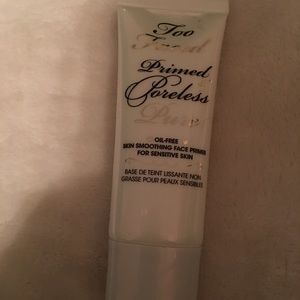 Too
Faced
Primed
Poreless
Pure
OIL-FREE
SKIN SMOOTHING FACE PRIMER
FOR SENSITIVE SKIN
BASE DE TEINT LISSANTE NON
GRASSE POUR PEAUX SENSIBLES